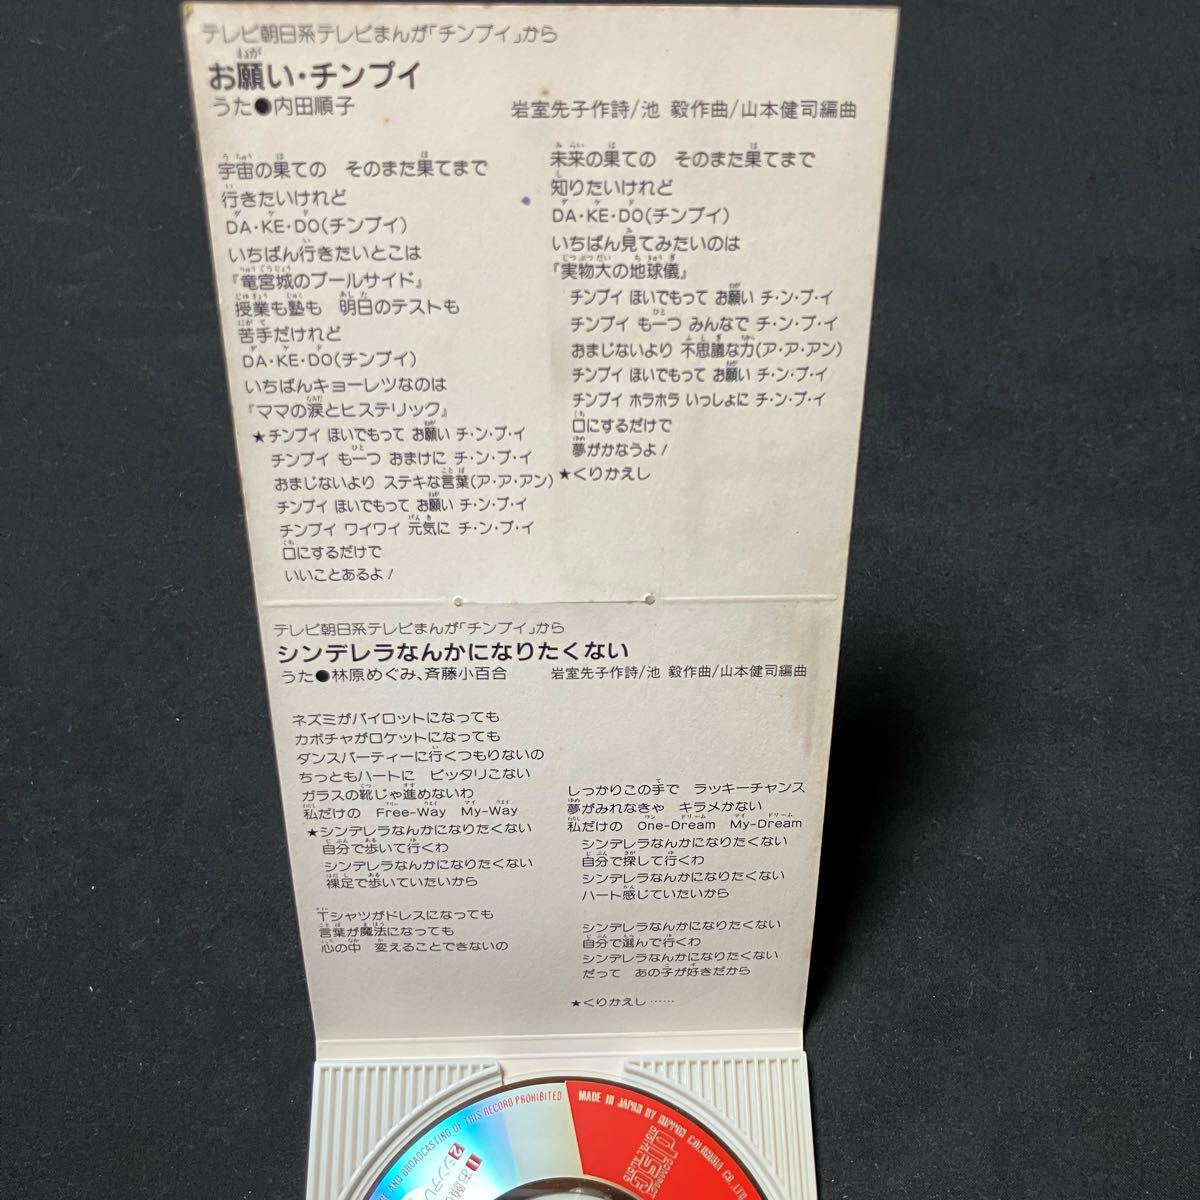 テレビ朝日系テレビまんが「チンプイ」から
お願い・チンプイ
うた●内田順子
岩室先子作詩/池 毅作曲/山本健司編曲
宇宙の果ての そのまた果てまで
行きたいけれど
DA・KE・DO(チンプイ)
いちばん行きたいとこは
『竜宮城のプールサイド』
授業も塾も 明日のテストも
苦手だけれど
DA・KE・DO(チンプイ)
いちばんキョーレツなのは
『ママの涙とヒステリック』
★チンプイ ほいでもって お願い チ・ン・プ・イ
チンプイ も一つ おまけに チ・ン・プ・イ
おまじないより ステキな言葉(ア・ア・アン)
チンプイ ほいでもって お願い チ・ン・プ・イ
チンプイ ワイワイ 元気に チ・ン・プ・イ
口にするだけで
いいことあるよ!
未来の果ての そのまた果てまで
知りたいけれど
DA・KE・DO(チンプイ)
いちばん見てみたいのは
『実物大の地球儀』
チンプイ ほいでもって お願い チ・ン・プ・イ
チンプイ も一つ みんなで チ・ン・プ・イ
おまじないより 不思議な力(ア・ア・アン)
チンプイ ほいでもって お願い チ・ン・プ・イ
チンプイ ホラホラ いっしょに チ・ン・プ・イ
口にするだけで
夢がかなうよ!
★くりかえし
テレビ朝日系テレビまんが「チンプイ」から
シンデレラなんかになりたくない
うた●林原めぐみ、斉藤小百合
岩室先子作詩/池 毅作曲/山本健司編曲
ネズミがパイロットになっても
カボチャがロケットになっても
ダンスパーティーに行くつもりないの
ちっともハートに ピッタリこない
ガラスの靴じゃ進めないわ
私だけの Free-Way My-Way
★シンデレラなんかになりたくない
自分で歩いて行くわ
シンデレラなんかになりたくない
裸足で歩いていたいから
Tシャツがドレスになっても
言葉が魔法になっても
心の中 変えることできないの
しっかりこの手で ラッキーチャンス
夢がみれなきゃ キラメかない
私だけの One-Dream My-Dream
シンデレラなんかになりたくない
自分で探して行くわ
シンデレラなんかになりたくない
ハート感じていたいから
シンデレラなんかになりたくない
自分で選んで行くわ
シンデレラなんかになりたくない
だって あの子が好きだから
★くりかえし……
AND BROADCASTING OF THIS RECORD PROHIBITED
MADE IN JAPAN BY NIPPON COLUMBIA CO.,LTD.
COMPACT disc
DIGITAL AUDIO
1 お願い
2 シンデレ